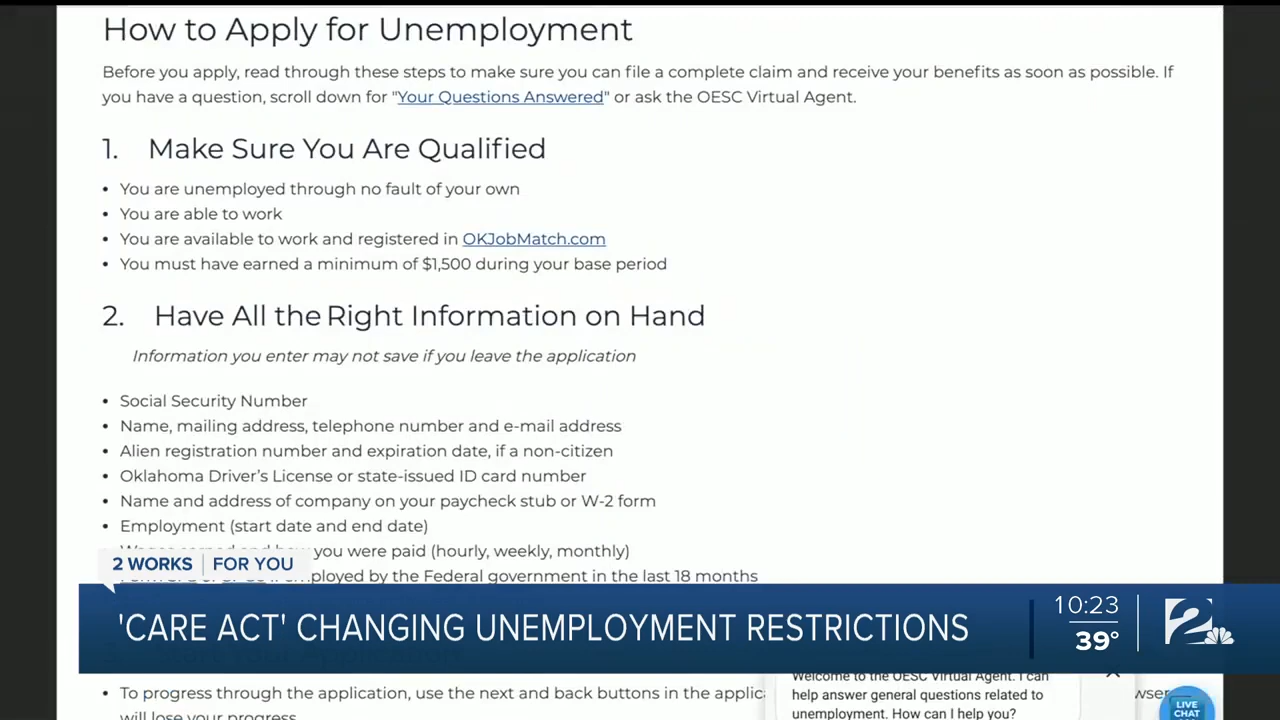 How to Apply for Unemployment
Before you apply, read through these steps to make sure you can file a complete claim and receive your benefits as soon as possible. If
you have a question, scroll down for "Your Questions Answered" or ask the OESC Virtual Agent.
1. Make Sure You Are Qualified
• You are unemployed through no fault of your own
• You are able to work
• You are available to work and registered in OKJobMatch.com
• You must have earned a minimum of $1,500 during your base period
2. Have All the Right Information on Hand
Information you enter may not save if you leave the application
• Social Security Number
• Name, mailing address, telephone number and e-mail address
• Alien registration number and expiration date, if a non-citizen
• Oklahoma Driver's License or state-issued ID card number
• Name and address of company on your paycheck stub or W-2 form
• Employment (start date and end date)
you were paid (hourly, weekly, monthly)
employed by the Federal government in the last 18 months
2 WORKS FOR YOU
'CARE ACT' CHANGING UNEMPLOYMENT RESTRICTIONS
10:23
39°
2
• To progress through the application, use the next and back buttons in the
will lose your progress
Welcome to the OESC Virtual Agent. I can
help answer general questions related to
unemployment. How can I help you?
LIVE
CHAT